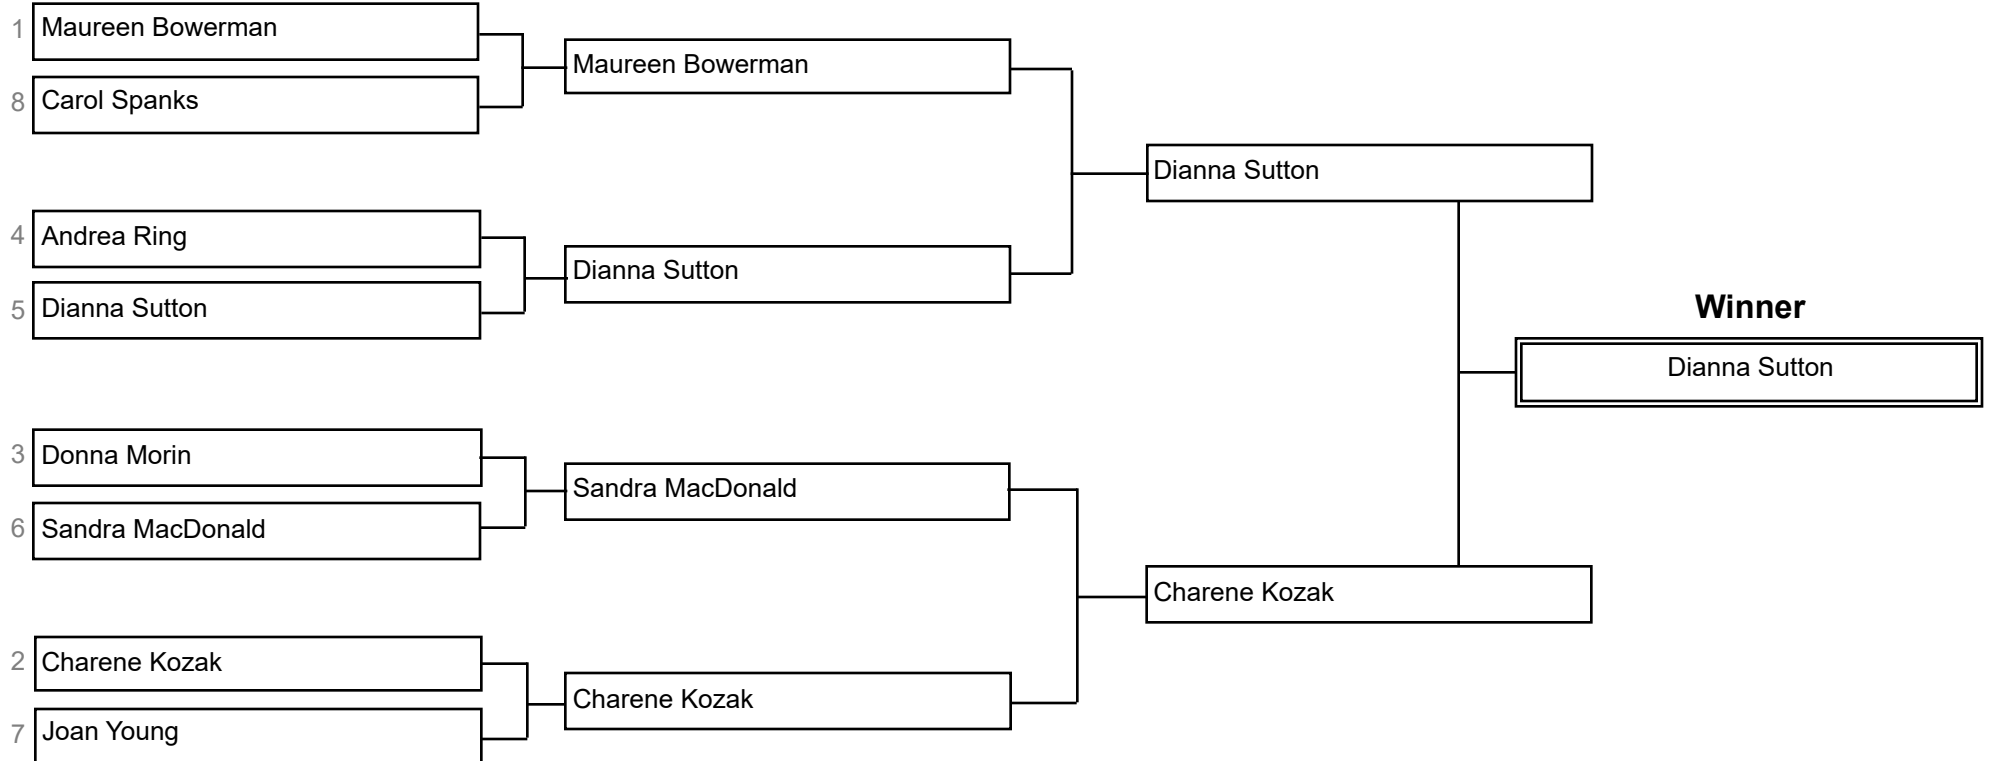 1 Maureen Bowerman
8 Carol Spanks
4 Andrea Ring
5 Dianna Sutton
3 Donna Morin
6 Sandra MacDonald
2 Charene Kozak
7 Joan Young
Maureen Bowerman
Dianna Sutton
Sandra MacDonald
Charene Kozak
Dianna Sutton
Charene Kozak
Winner
Dianna Sutton